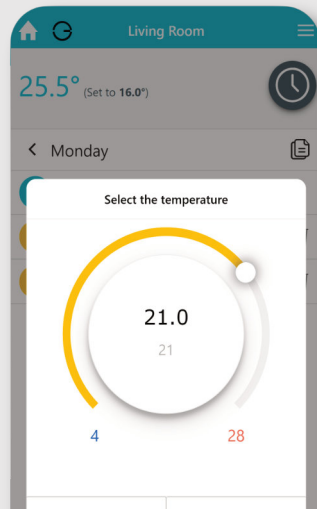 Living Room
25.5° (Set to 16.0°)
Monday
Select the temperature
21.0
21
4
28